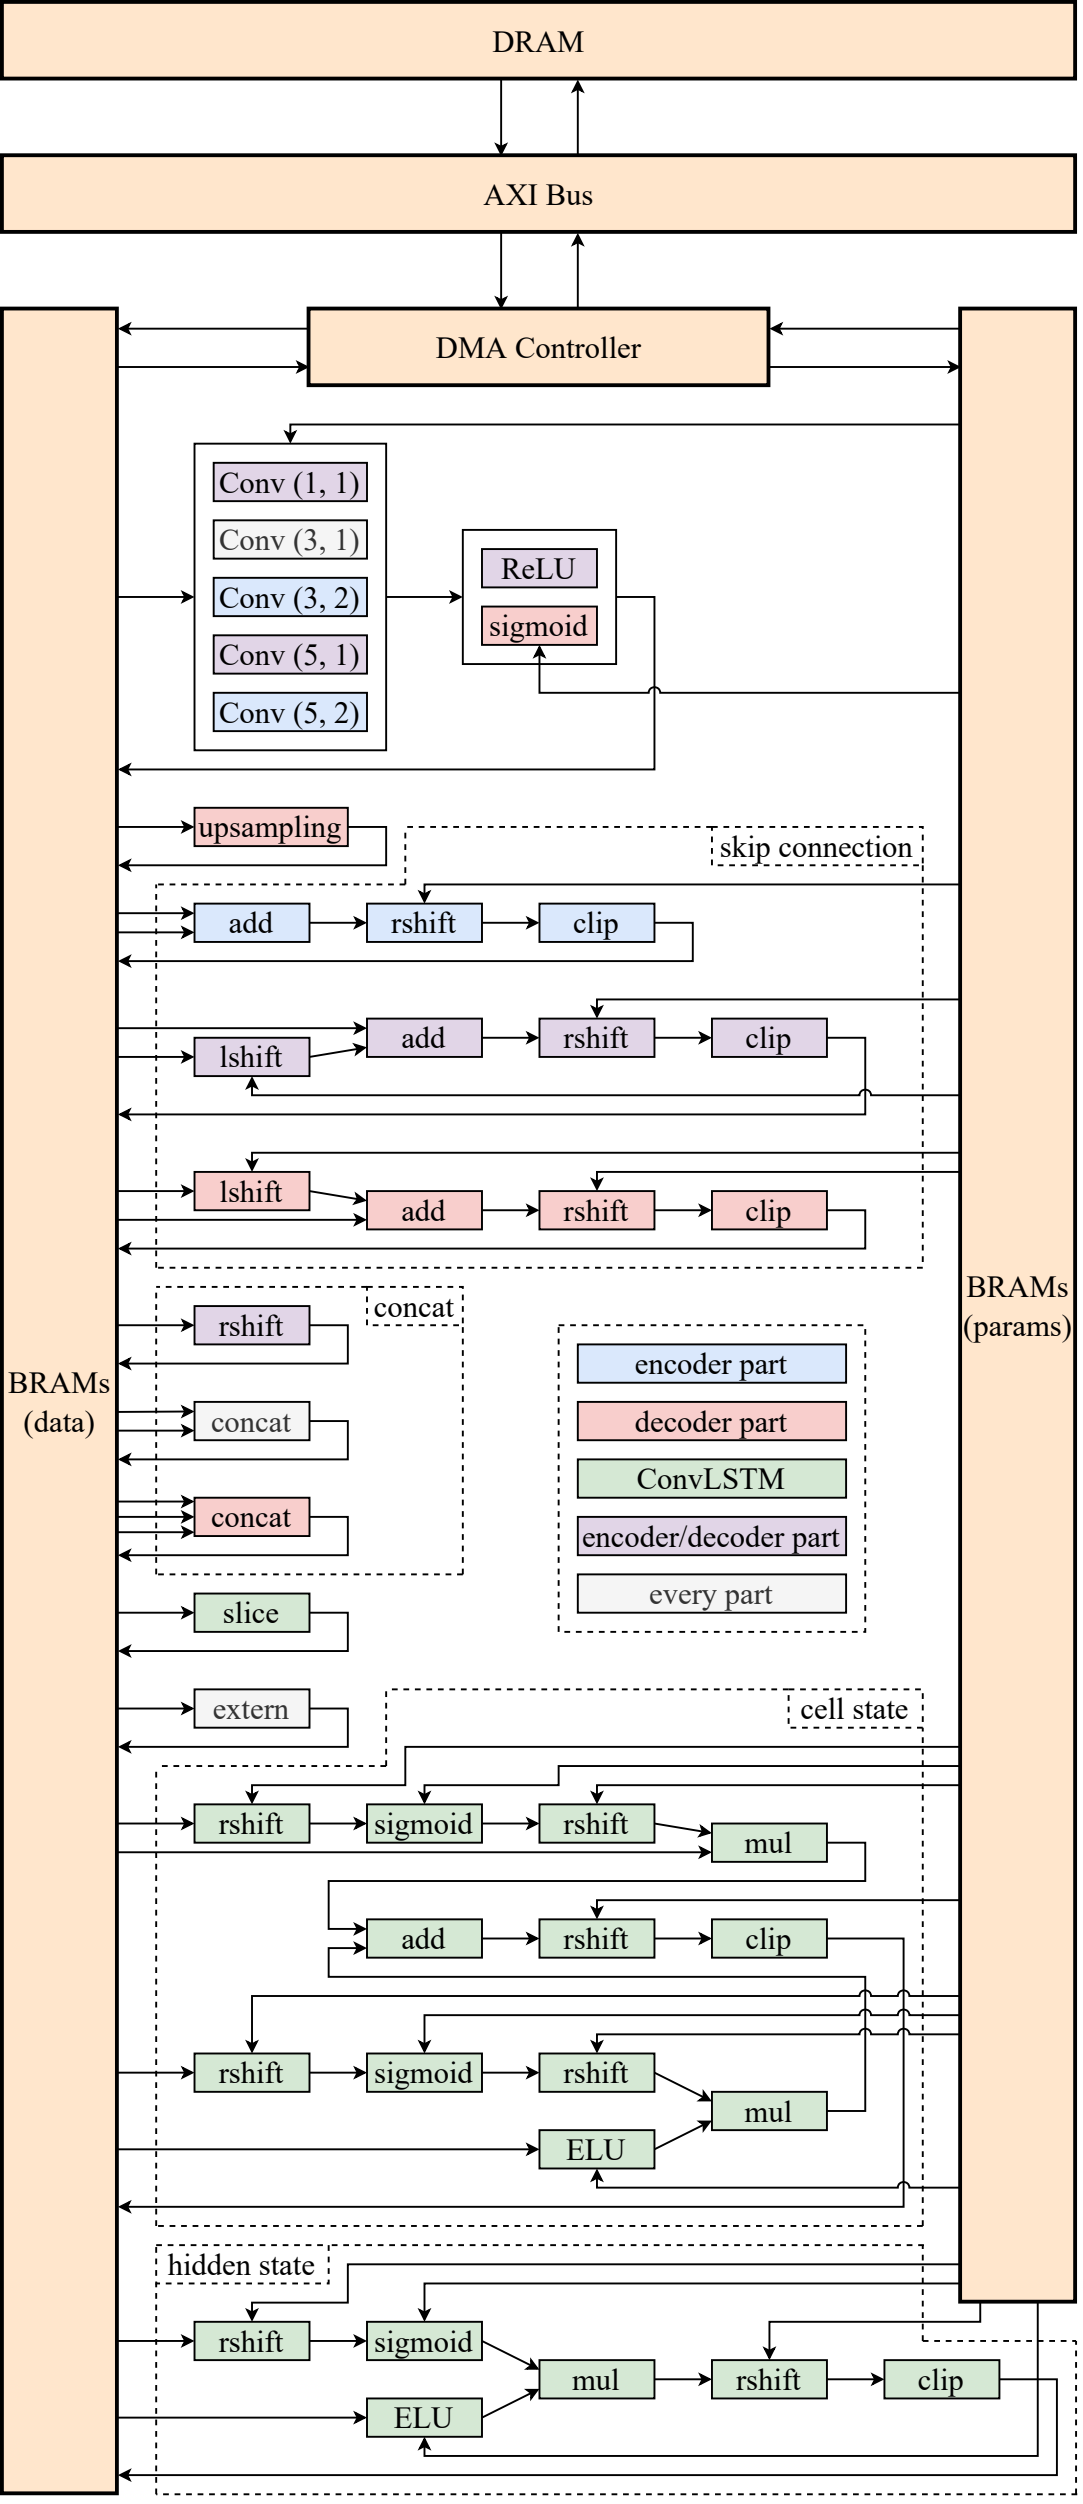 DRAM
AXI Bus
DMA Controller
Conv (1, 1)
Conv (3, 1)
Conv (3, 2)
Conv (5, 1)
Conv (5, 2)
ReLU
sigmoid
upsampling
skip connection
add
rshift
clip
lshift
add
rshift
clip
lshift
add
rshift
clip
BRAMs
(params)
BRAMs
(data)
concat
rshift
concat
concat
encoder part
decoder part
ConvLSTM
encoder/decoder part
every part
slice
extern
cell state
rshift
sigmoid
rshift
mul
add
rshift
clip
rshift
sigmoid
rshift
mul
ELU
hidden state
rshift
sigmoid
mul
rshift
clip
ELU